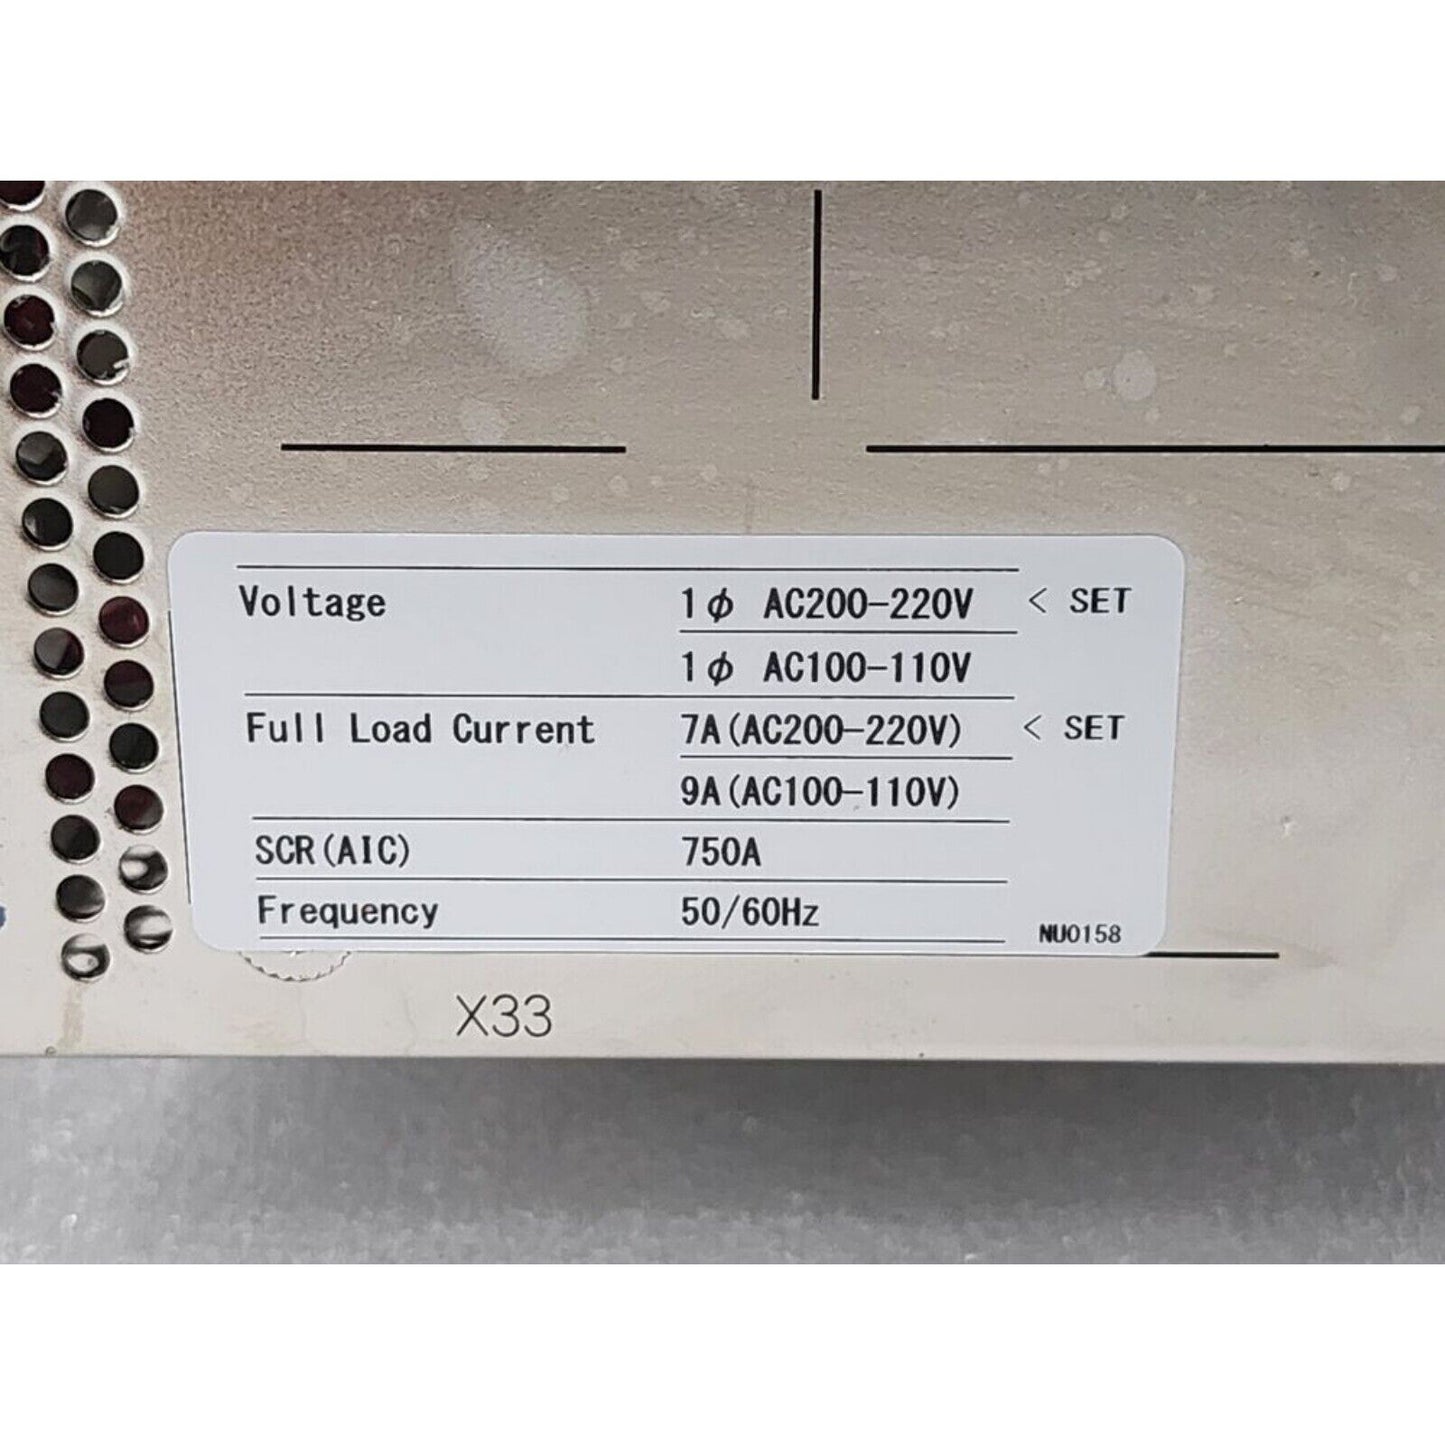 Voltage 1φ AC200-220V < SET
1φ AC100-110V
Full Load Current 7A(AC200-220V) < SET
9A(AC100-110V)
SCR(AIC) 750A
Frequency 50/60Hz
NU0158
X33